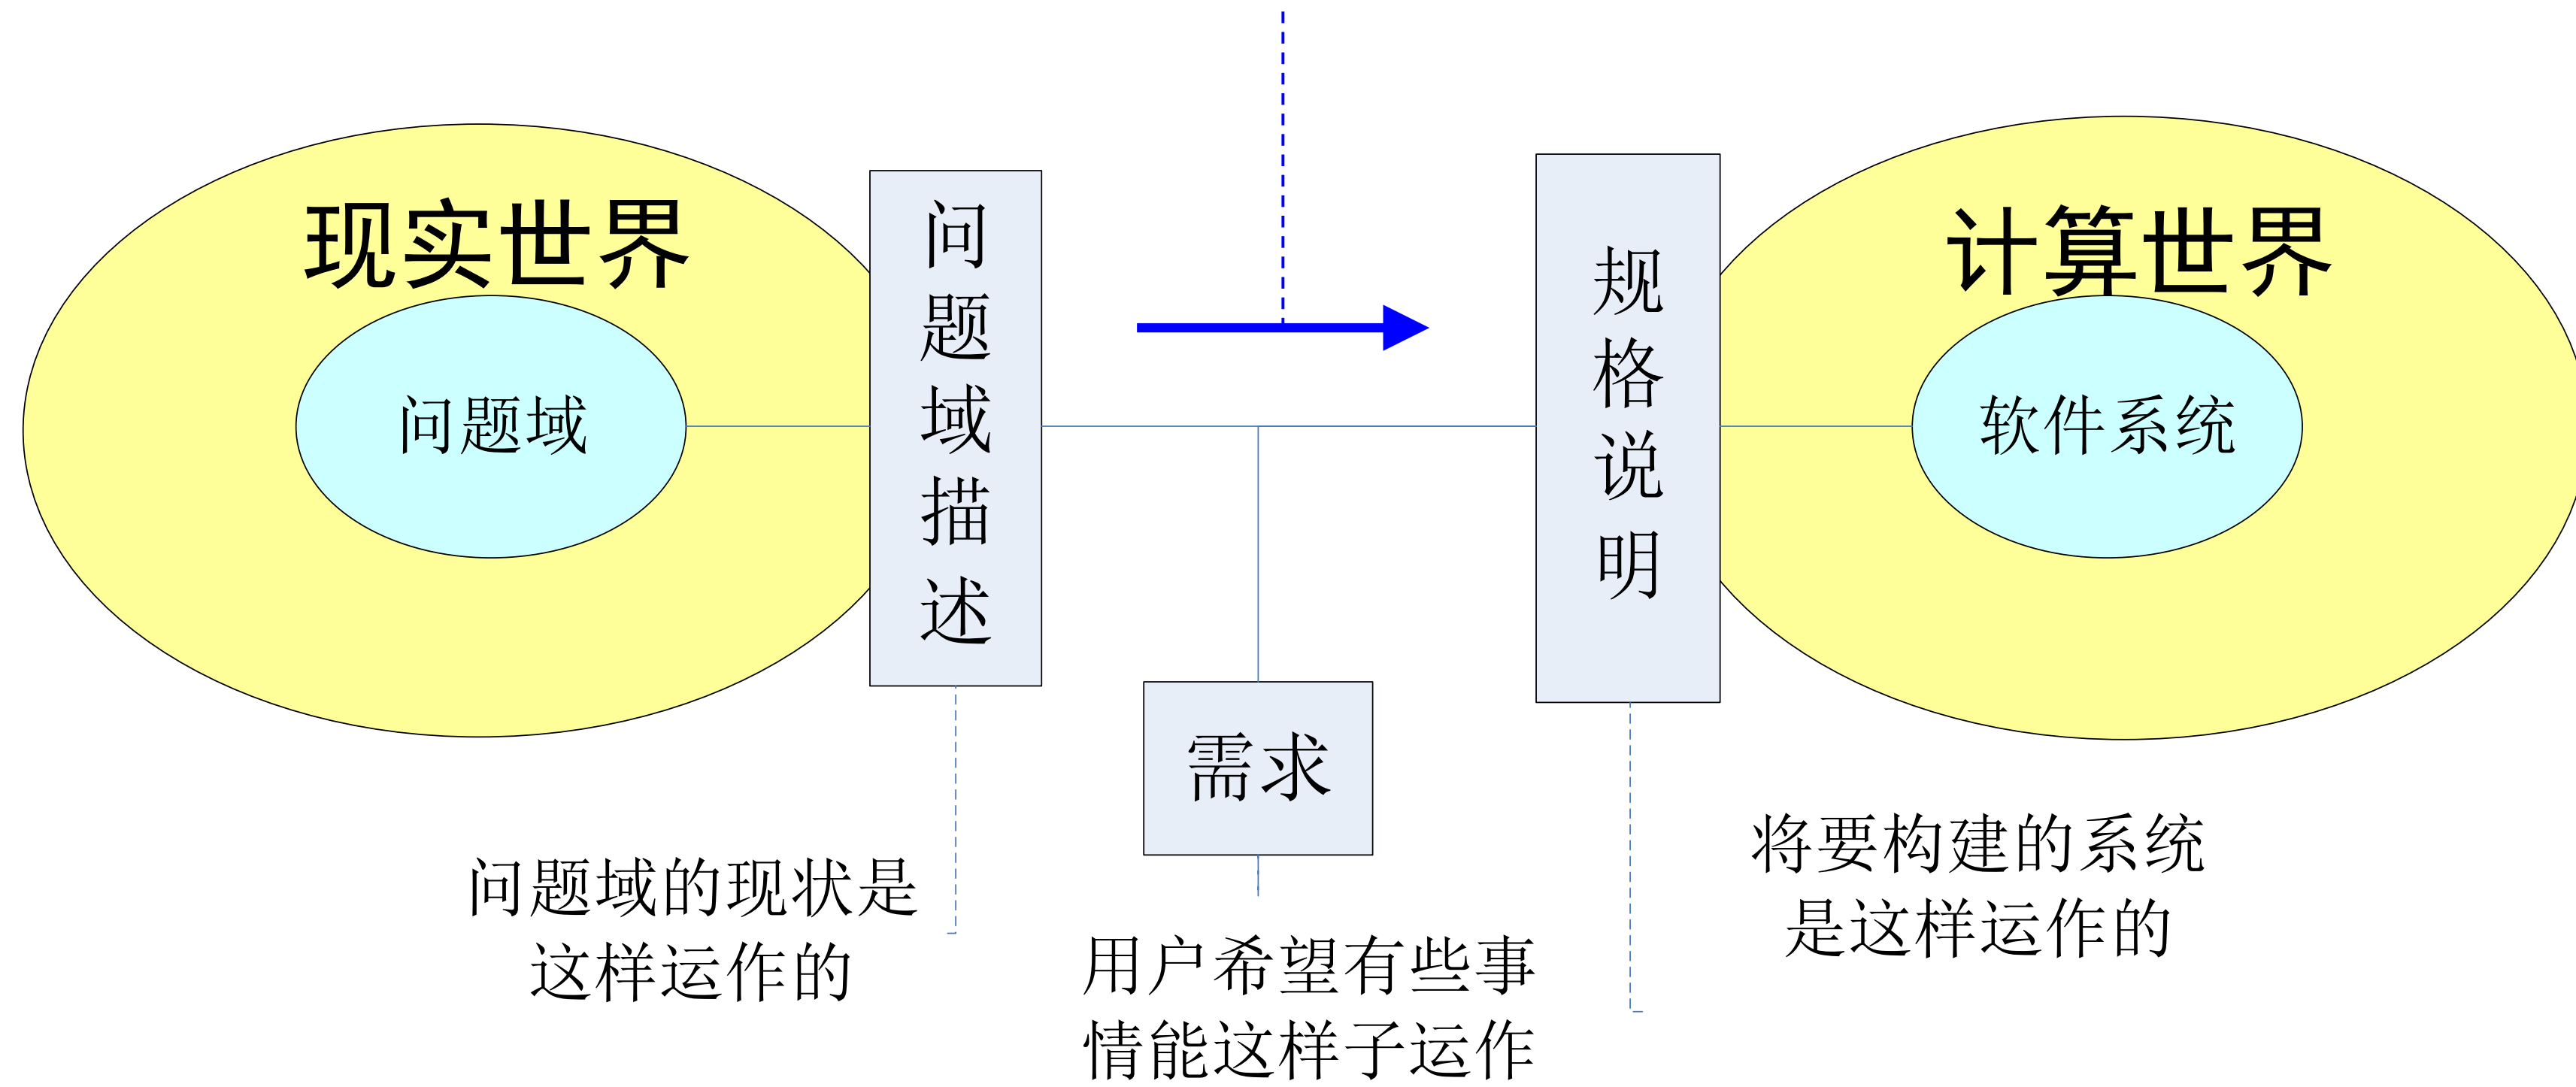 现实世界
问题域
问题域描述
需求
规格说明
计算世界
软件系统
问题域的现状是
这样运作的
用户希望有些事
情能这样子运作
将要构建的系统
是这样运作的